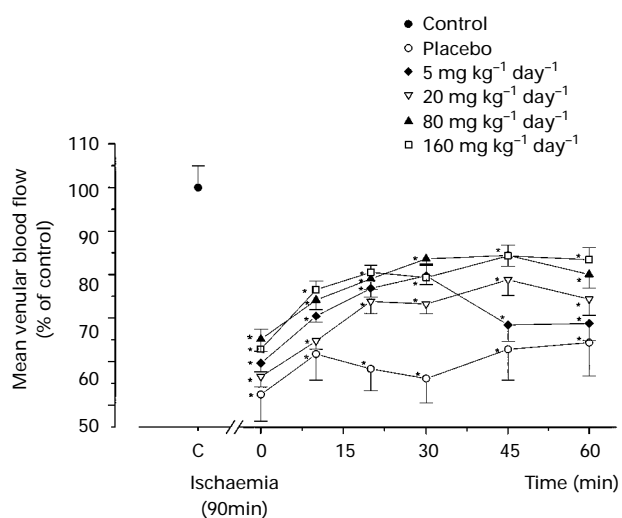 Control
Placebo
5 mg kg⁻¹ day⁻¹
20 mg kg⁻¹ day⁻¹
80 mg kg⁻¹ day⁻¹
160 mg kg⁻¹ day⁻¹
Mean venular blood flow
(% of control)
110
100
90
80
70
60
50
C
0
15
30
45
60
Ischaemia
(90min)
Time (min)